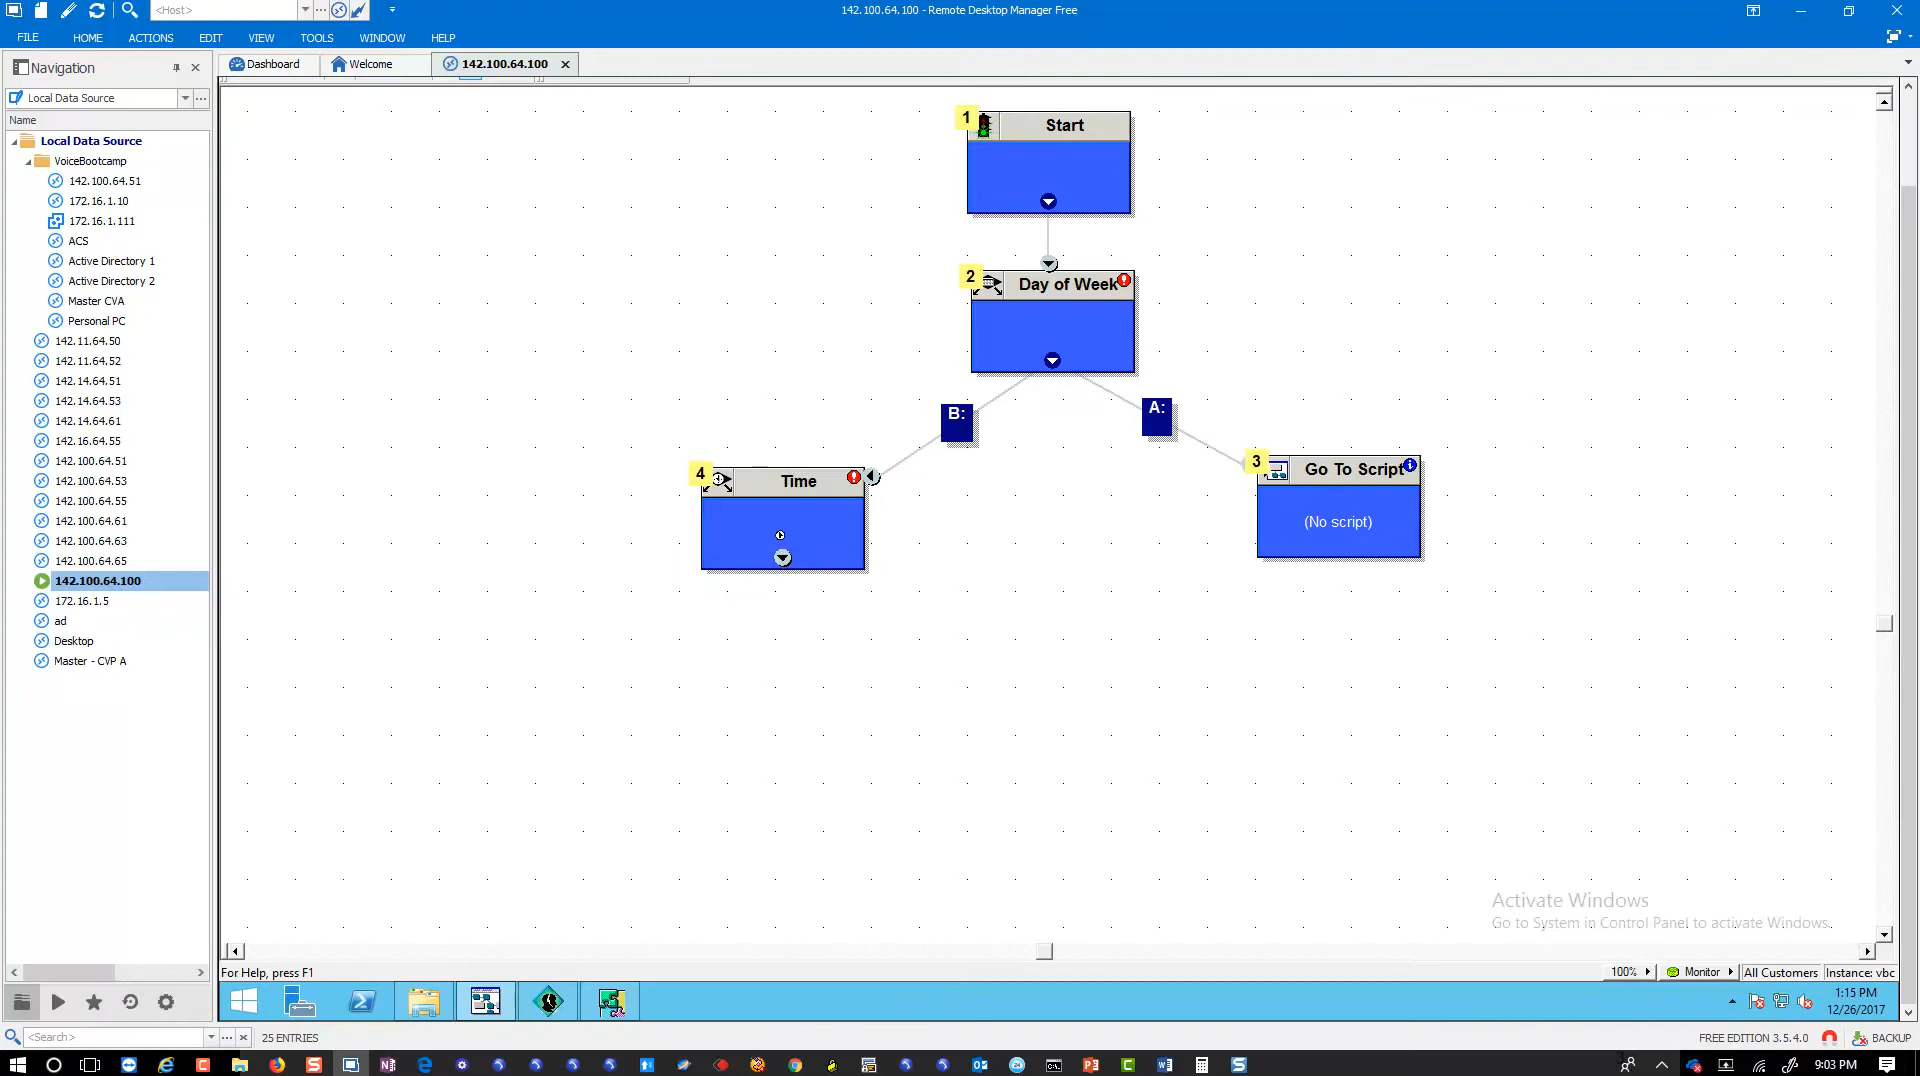 142.100.64.100 - Remote Desktop Manager Free
<Host>
FILE HOME ACTIONS EDIT VIEW TOOLS WINDOW HELP
Navigation
Dashboard Welcome 142.100.64.100
Local Data Source
Name
Local Data Source
VoiceBootcamp
142.100.64.51
172.16.1.10
172.16.1.111
ACS
Active Directory 1
Active Directory 2
Master CVA
Personal PC
142.11.64.50
142.11.64.52
142.14.64.51
142.14.64.53
142.14.64.61
142.16.64.55
142.100.64.51
142.100.64.53
142.100.64.55
142.100.64.61
142.100.64.63
142.100.64.65
142.100.64.100
172.16.1.5
ad
Desktop
Master - CVP A
1 Start
2 Day of Week
B: A:
4 Time
3 Go To Script
(No script)
Activate Windows
Go to System in Control Panel to activate Windows.
For Help, press F1
100% Monitor All Customers Instance: vbc
1:15 PM
12/26/2017
<Search>
25 ENTRIES
FREE EDITION 3.5.4.0 BACKUP
9:03 PM